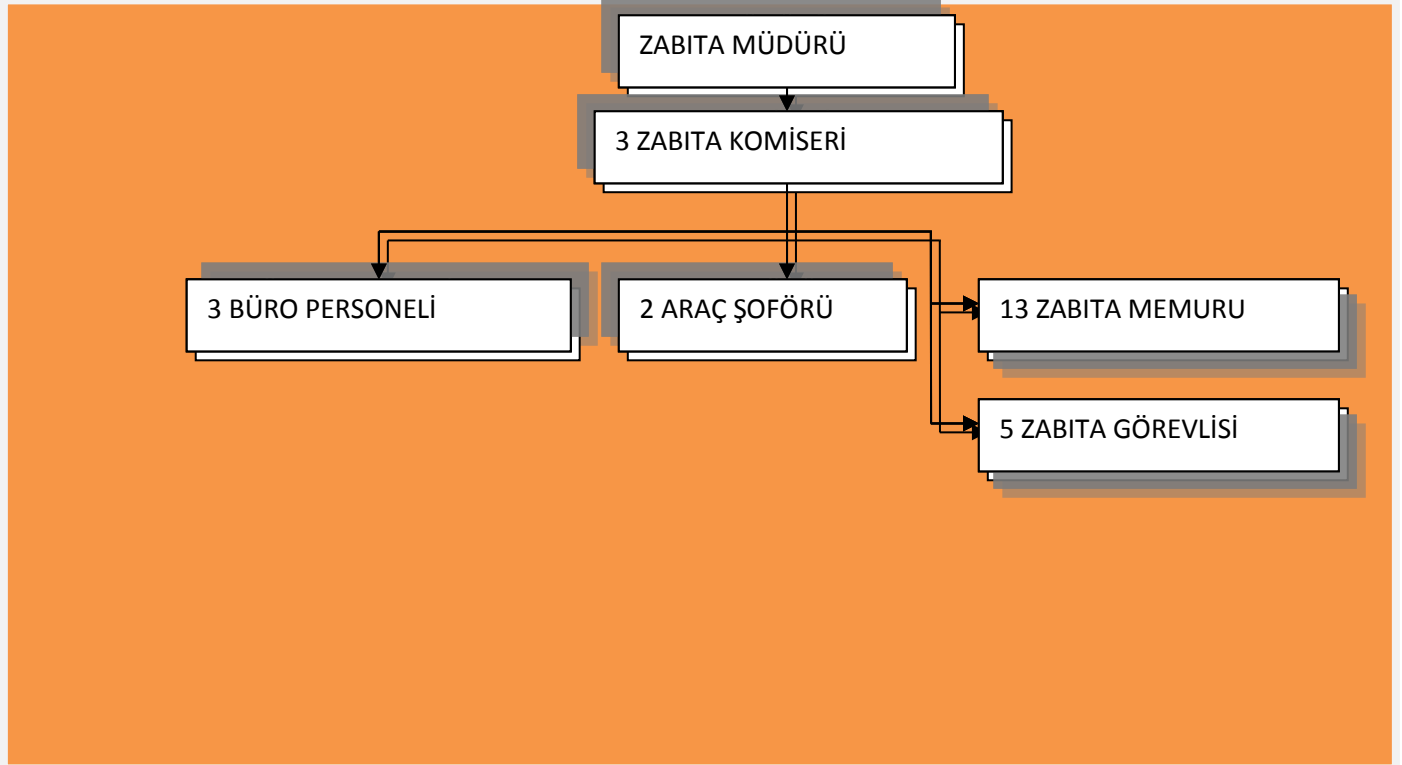 ZABITA MÜDÜRÜ
3 ZABITA KOMİSERİ
3 BÜRO PERSONELİ
2 ARAÇ ŞOFÖRÜ
13 ZABITA MEMURU
5 ZABITA GÖREVLİSİ